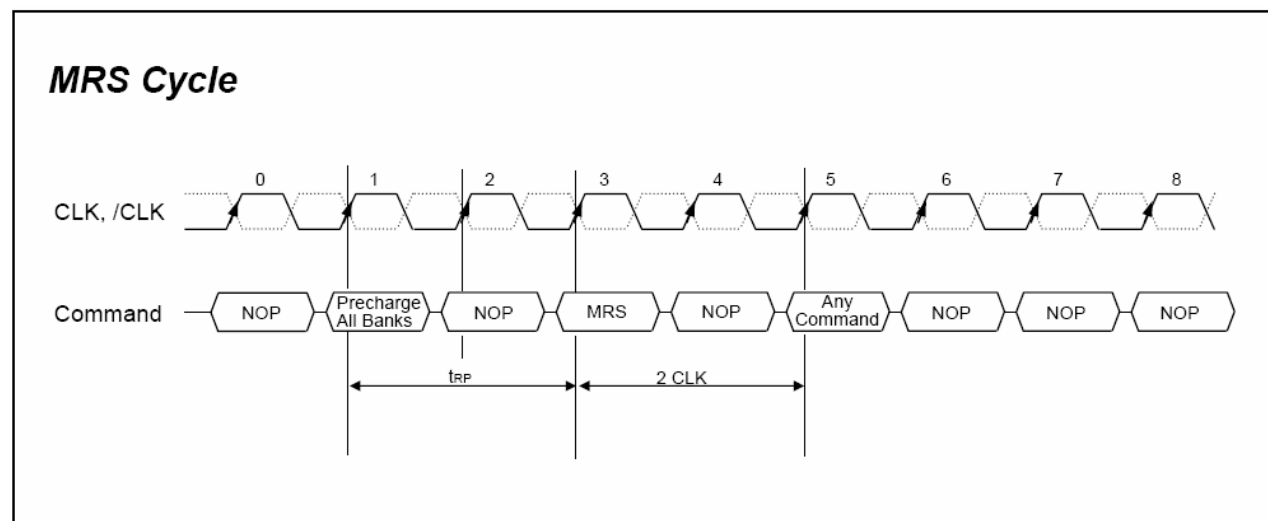 MRS Cycle
0 1 2 3 4 5 6 7 8
CLK, /CLK
Command
NOP
Precharge
All Banks
NOP
MRS
NOP
Any
Command
NOP
NOP
NOP
tRP
2 CLK